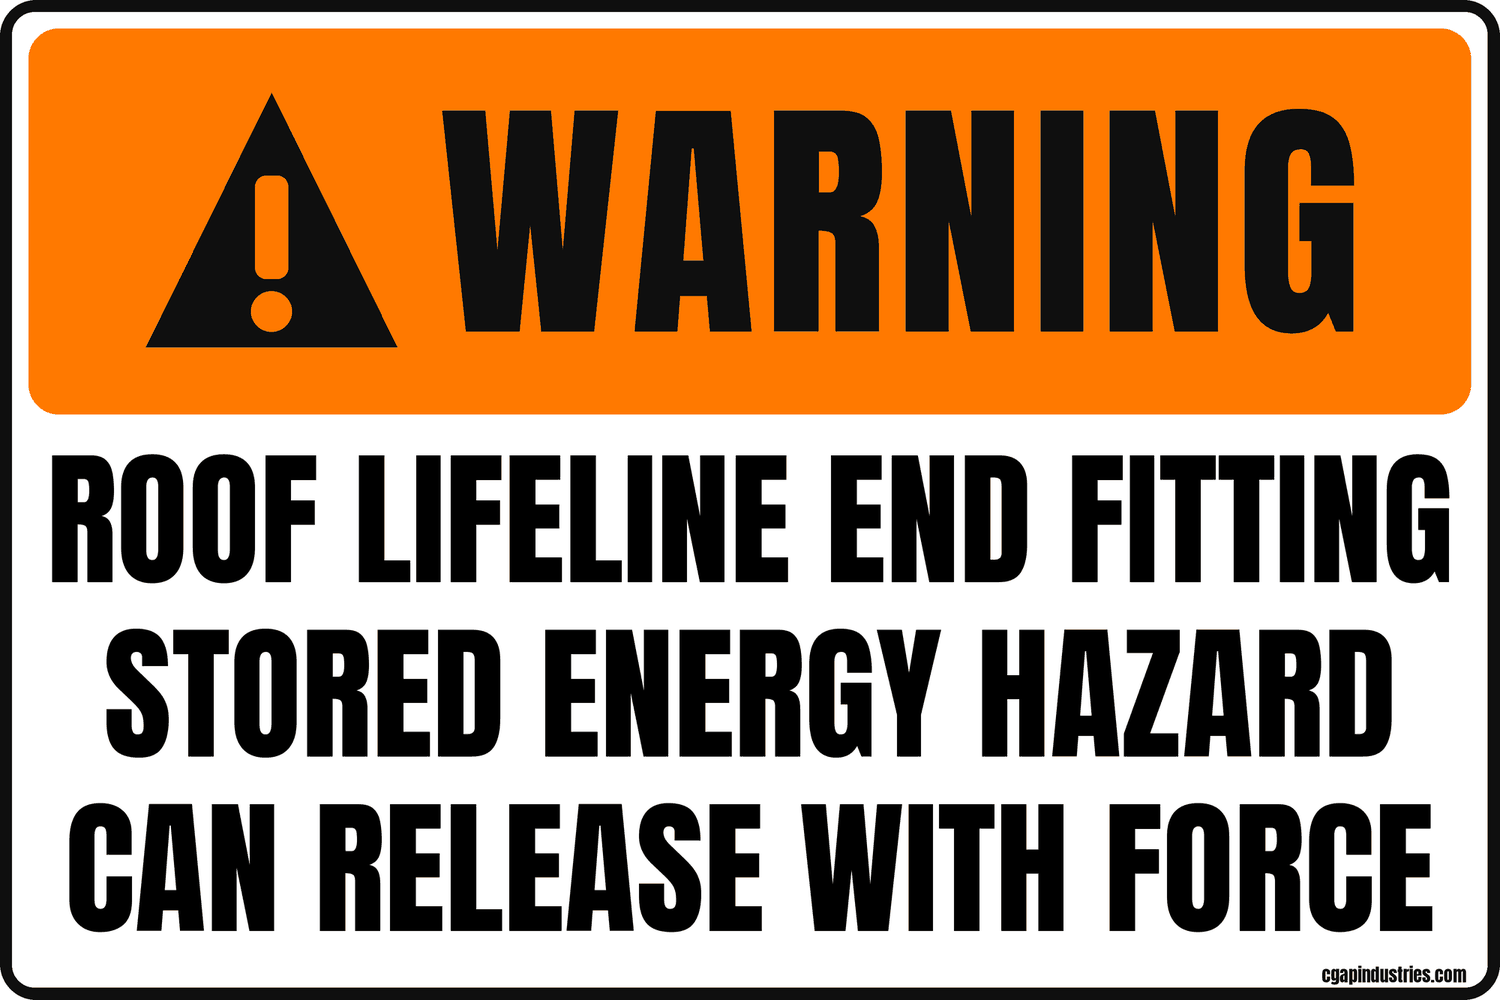 WARNING
ROOF LIFELINE END FITTING
STORED ENERGY HAZARD
CAN RELEASE WITH FORCE
cgapindustries.com